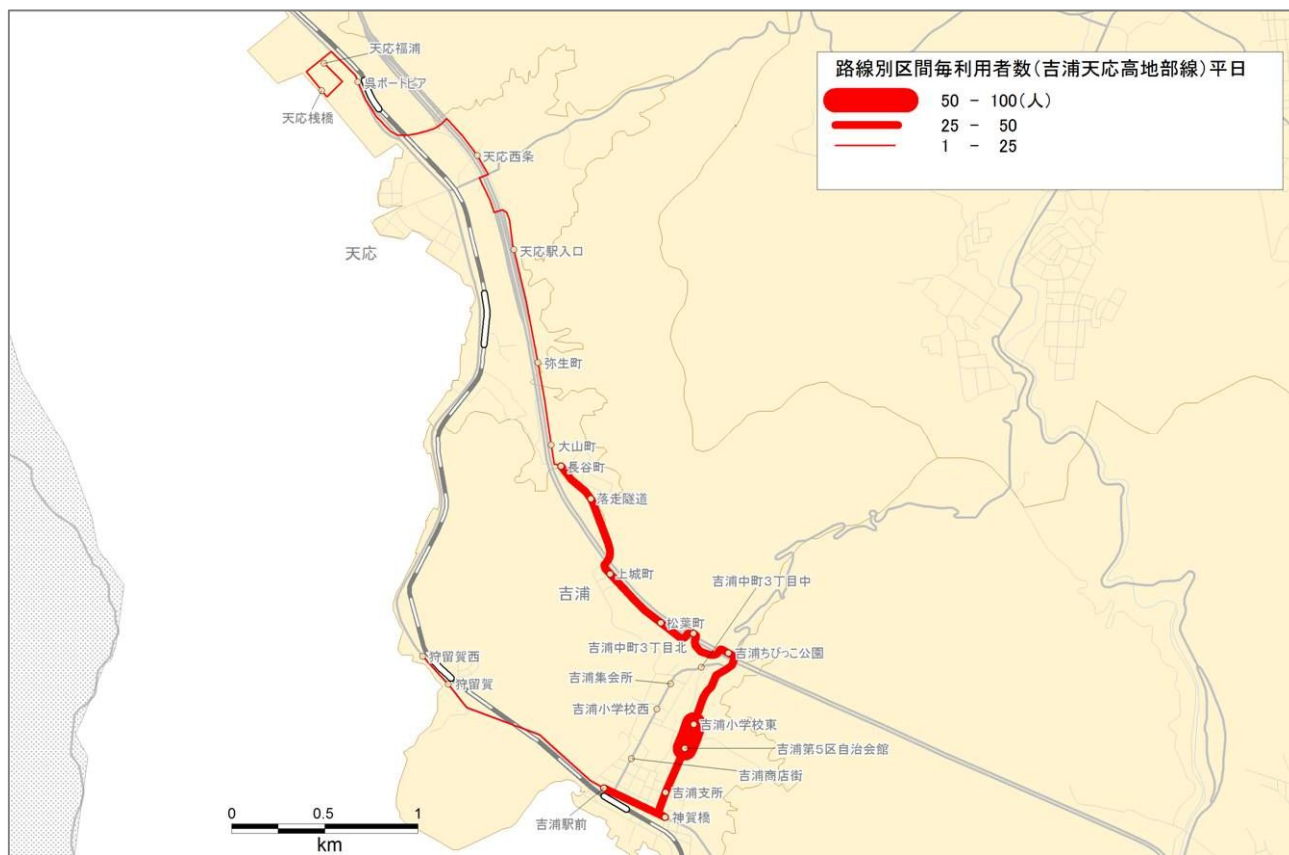 路線別区間毎利用者数(吉浦天応高地部線)平日
50 - 100(人)
25 - 50
1 - 25
天応福浦
呉ポートピア
天応桟橋
天応西条
天応駅入口
天応
弥生町
大山町
長谷町
落走隧道
上城町
吉浦中町3丁目中
吉浦
松葉町
吉浦中町3丁目北
吉浦ちびっこ公園
狩留賀西
吉浦集会所
狩留賀
吉浦小学校西
吉浦小学校東
吉浦第5区自治会館
吉浦商店街
吉浦支所
吉浦駅前
神賀橋
0 0.5 1
km